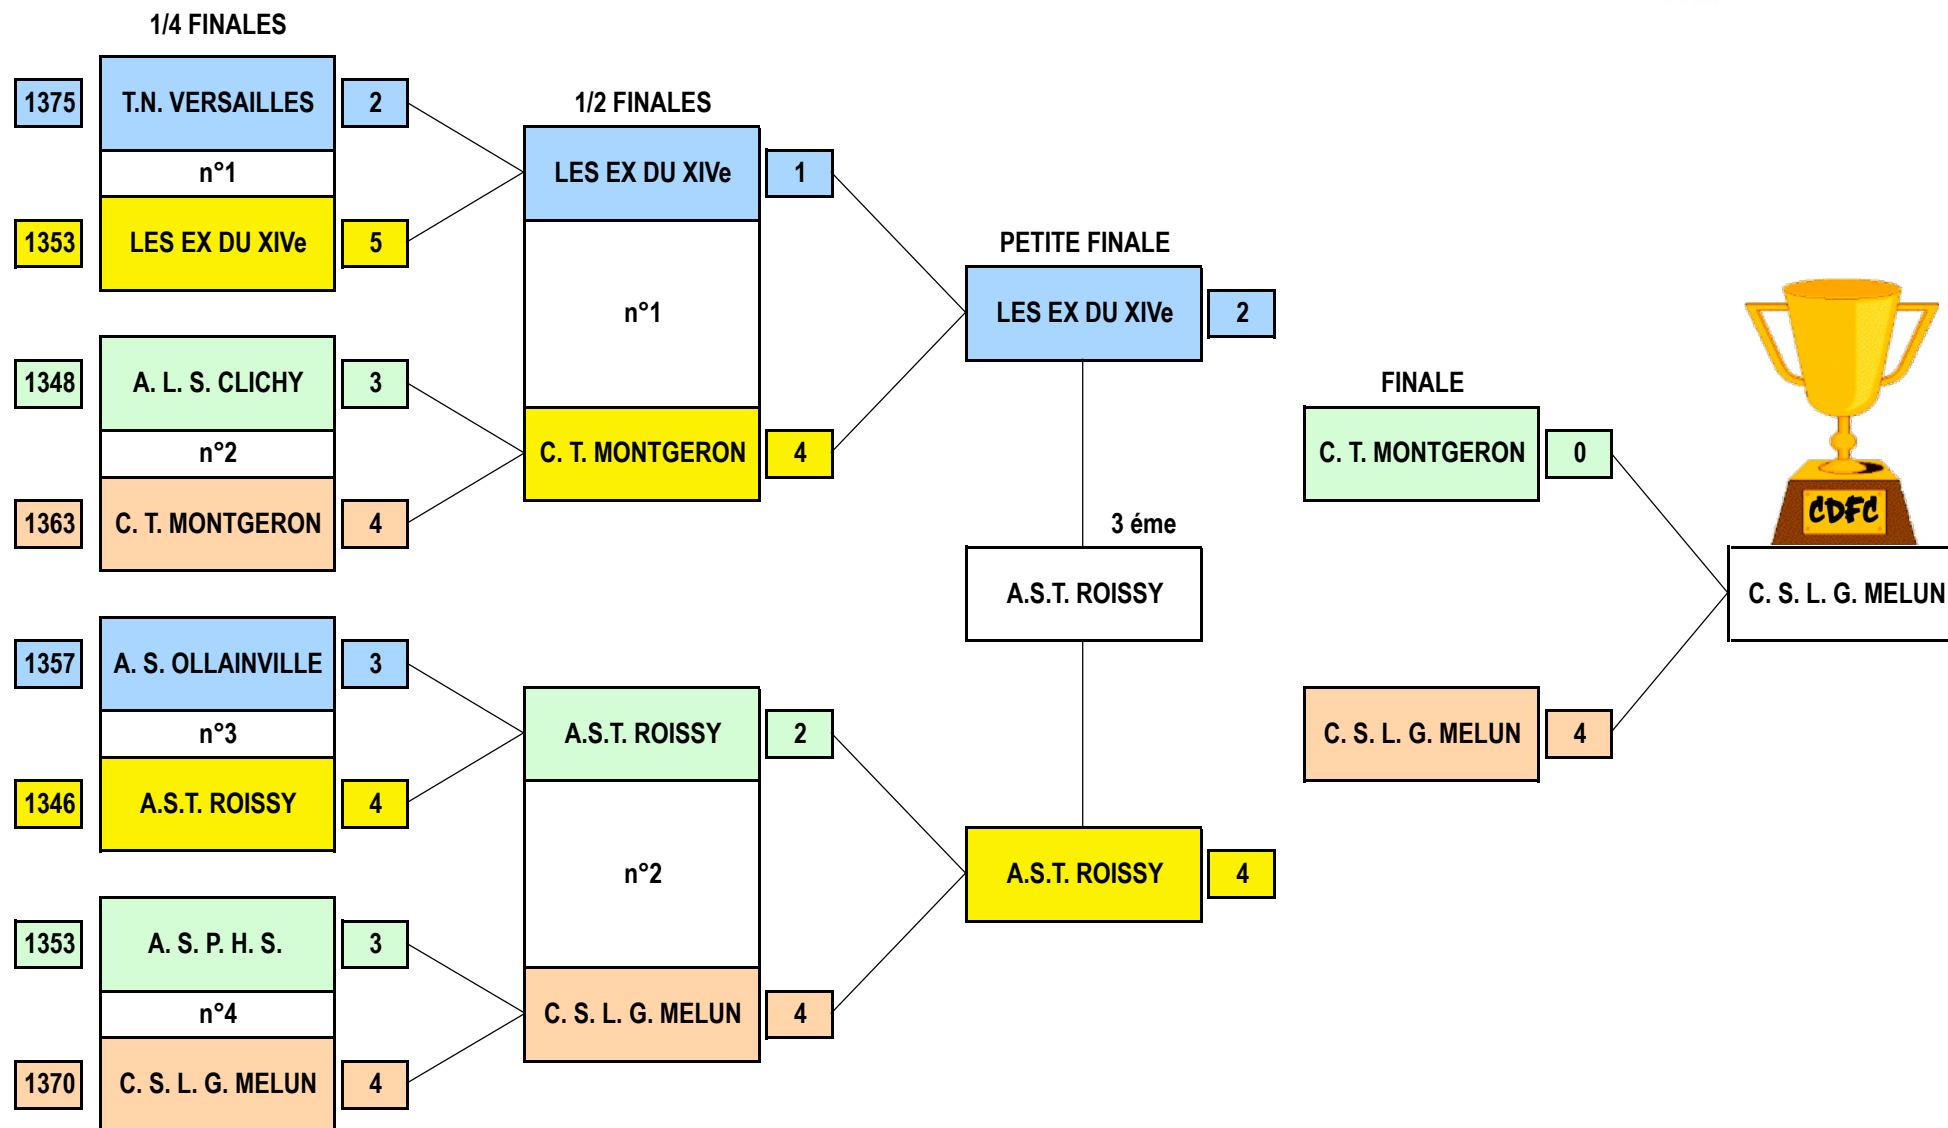 1/4 FINALES
1375 T.N. VERSAILLES 2
n°1
1353 LES EX DU XIVe 5
1348 A. L. S. CLICHY 3
n°2
1363 C. T. MONTGERON 4
1357 A. S. OLLAINVILLE 3
n°3
1346 A.S.T. ROISSY 4
1353 A. S. P. H. S. 3
n°4
1370 C. S. L. G. MELUN 4
1/2 FINALES
LES EX DU XIVe 1
n°1
C. T. MONTGERON 4
A.S.T. ROISSY 2
n°2
C. S. L. G. MELUN 4
PETITE FINALE
LES EX DU XIVe 2
3 éme
A.S.T. ROISSY
A.S.T. ROISSY 4
FINALE
C. T. MONTGERON 0
C. S. L. G. MELUN 4
CDFC
C. S. L. G. MELUN